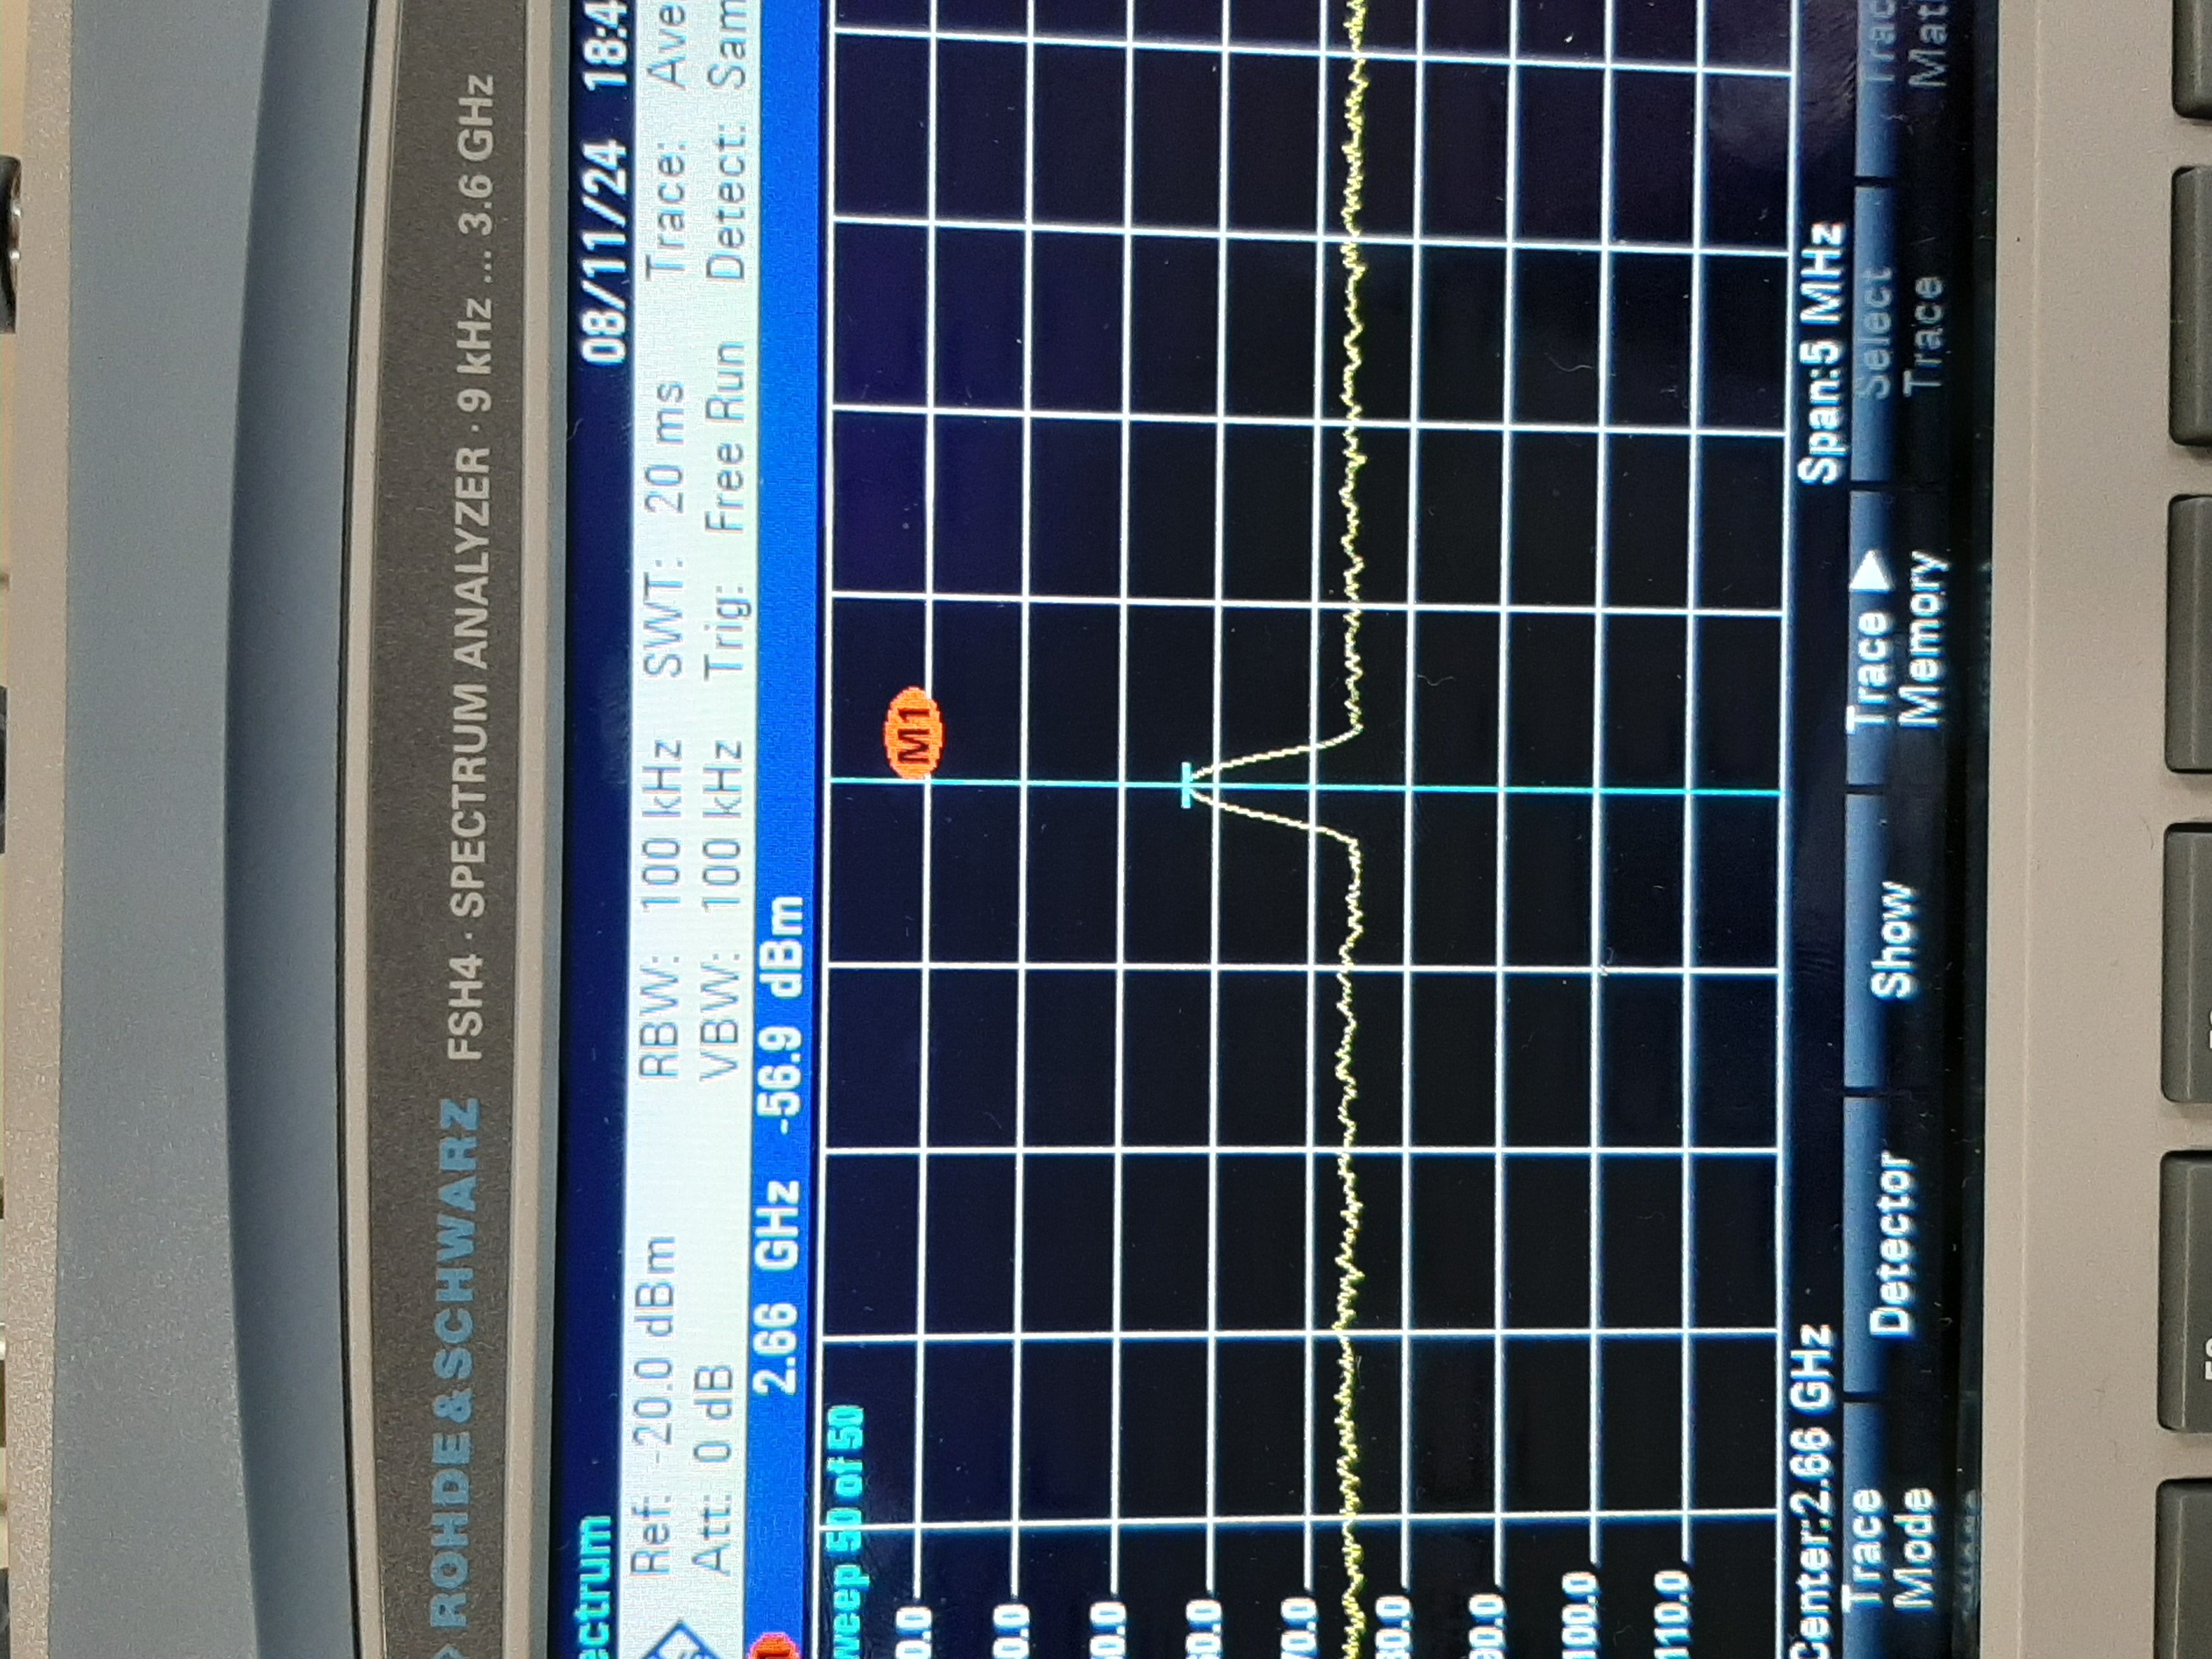 ROHDE & SCHWARZ FSH4 · SPECTRUM ANALYZER · 9 kHz ... 3.6 GHz
ectrum 08/11/24 18:4
Ref: -20.0 dBm RBW: 100 kHz SWT: 20 ms Trace: Ave
Att: 0 dB VBW: 100 kHz Trig: Free Run Detect: Sam
2.66 GHz -56.9 dBm
weep 50 of 50
M1
0.0
0.0
60.0
70.0
80.0
90.0
100.0
110.0
Center:2.66 GHz Span:5 MHz
Trace Mode
Detector
Show
Trace Memory
Select Trace
Trac Mat